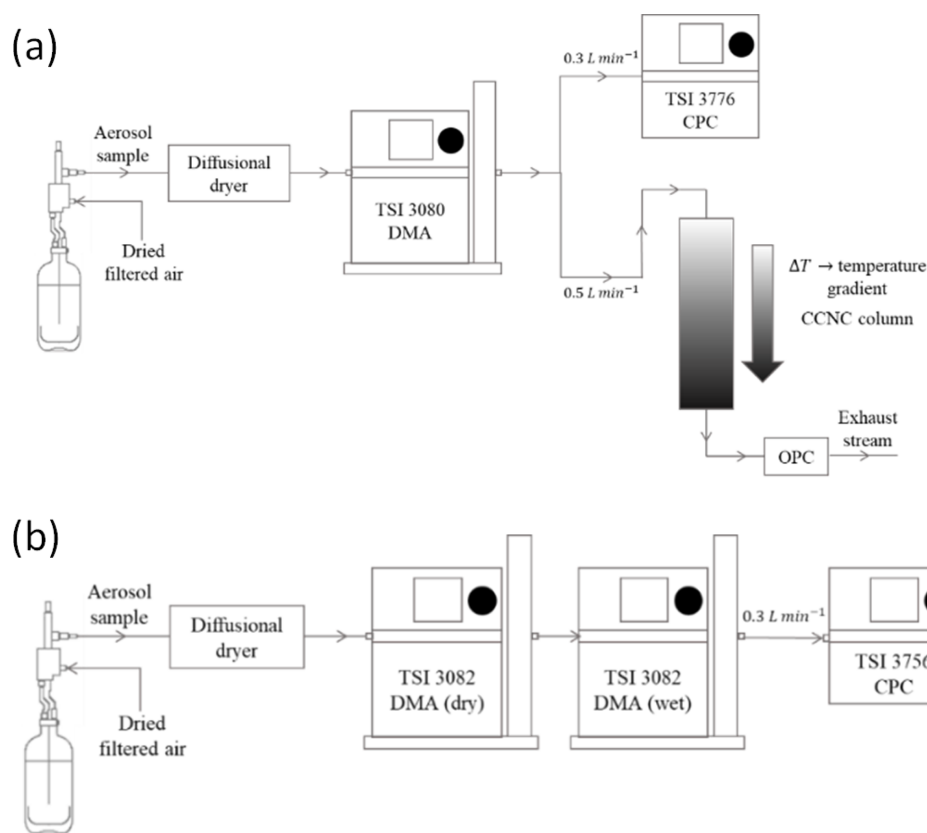 (a)
Aerosol
sample
Dried
filtered air
Diffusional
dryer
TSI 3080
DMA
0.3 L min⁻¹
TSI 3776
CPC
0.5 L min⁻¹
ΔT → temperature
gradient
CCNC column
OPC
Exhaust
stream
(b)
Aerosol
sample
Dried
filtered air
Diffusional
dryer
TSI 3082
DMA (dry)
TSI 3082
DMA (wet)
0.3 L min⁻¹
TSI 3756
CPC